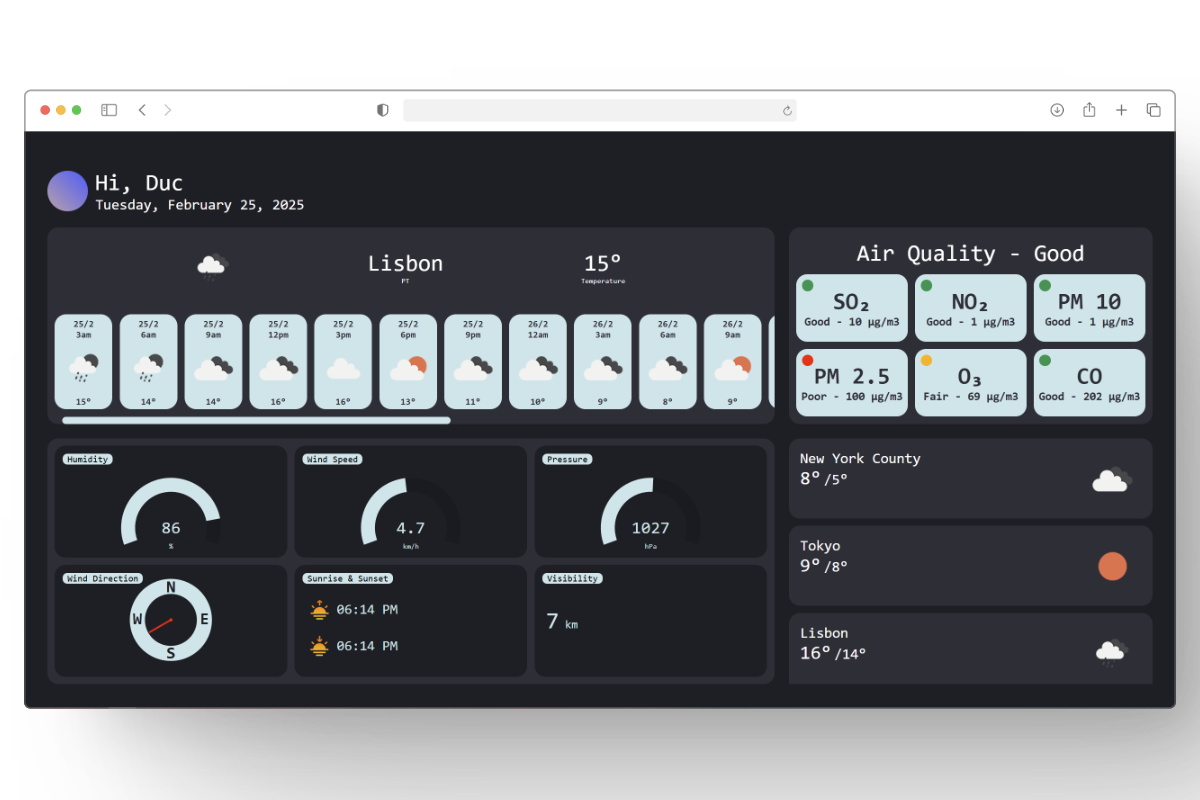 Hi, Duc
Tuesday, February 25, 2025
Lisbon
PT
15°
Temperature
25/2
3am
15°
25/2
6am
14°
25/2
9am
14°
25/2
12pm
16°
25/2
3pm
16°
25/2
6pm
13°
25/2
9pm
11°
26/2
12am
10°
26/2
3am
9°
26/2
6am
8°
26/2
9am
9°
Air Quality - Good
SO₂
Good - 10 µg/m3
NO₂
Good - 1 µg/m3
PM 10
Good - 1 µg/m3
PM 2.5
Poor - 100 µg/m3
O₃
Fair - 69 µg/m3
CO
Good - 202 µg/m3
Humidity
86
%
Wind Speed
4.7
km/h
Pressure
1027
hPa
Wind Direction
N
W E
S
Sunrise & Sunset
06:14 PM
06:14 PM
Visibility
7 km
New York County
8°/5°
Tokyo
9°/8°
Lisbon
16°/14°